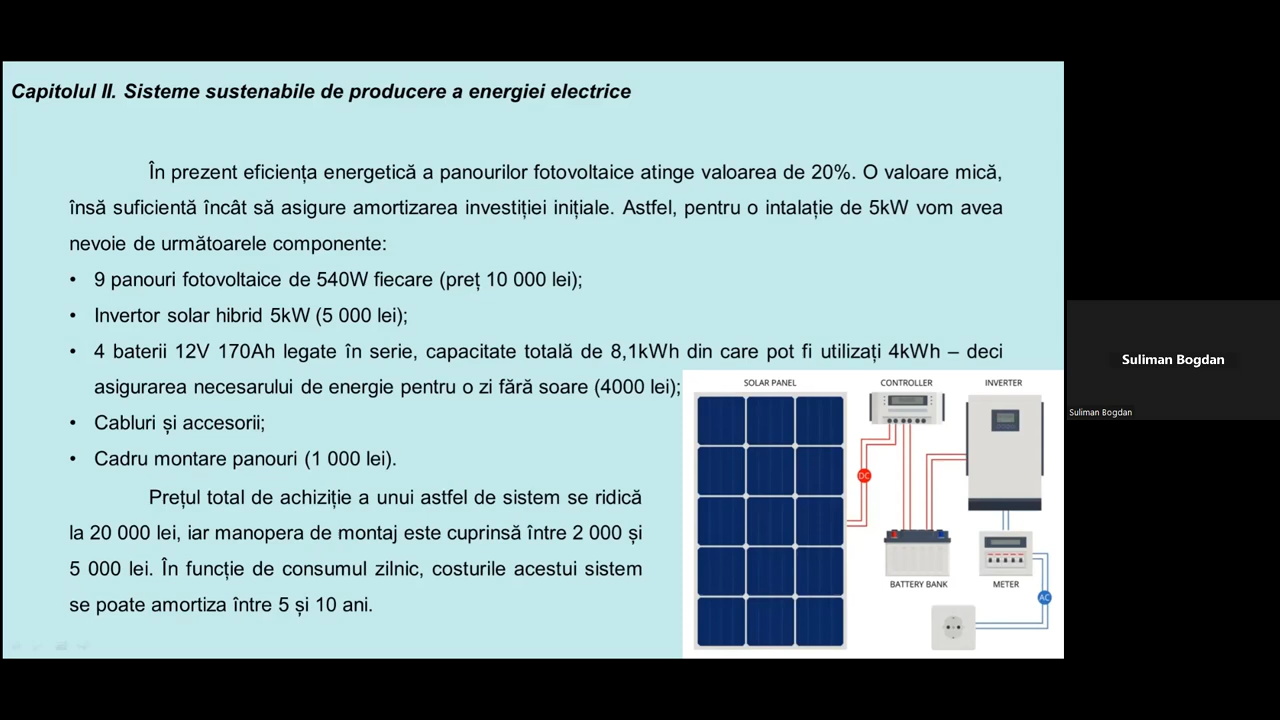 Capitolul II. Sisteme sustenabile de producere a energiei electrice
În prezent eficiența energetică a panourilor fotovoltaice atinge valoarea de 20%. O valoare mică,
însă suficientă încât să asigure amortizarea investiției inițiale. Astfel, pentru o intalație de 5kW vom avea
nevoie de următoarele componente:
• 9 panouri fotovoltaice de 540W fiecare (preț 10 000 lei);
• Invertor solar hibrid 5kW (5 000 lei);
• 4 baterii 12V 170Ah legate în serie, capacitate totală de 8,1kWh din care pot fi utilizați 4kWh – deci
asigurarea necesarului de energie pentru o zi fără soare (4000 lei);
• Cabluri și accesorii;
• Cadru montare panouri (1 000 lei).
Prețul total de achiziție a unui astfel de sistem se ridică
la 20 000 lei, iar manopera de montaj este cuprinsă între 2 000 și
5 000 lei. În funcție de consumul zilnic, costurile acestui sistem
se poate amortiza între 5 și 10 ani.
SOLAR PANEL
CONTROLLER
INVERTER
DC
BATTERY BANK
METER
AC
Suliman Bogdan
Suliman Bogdan